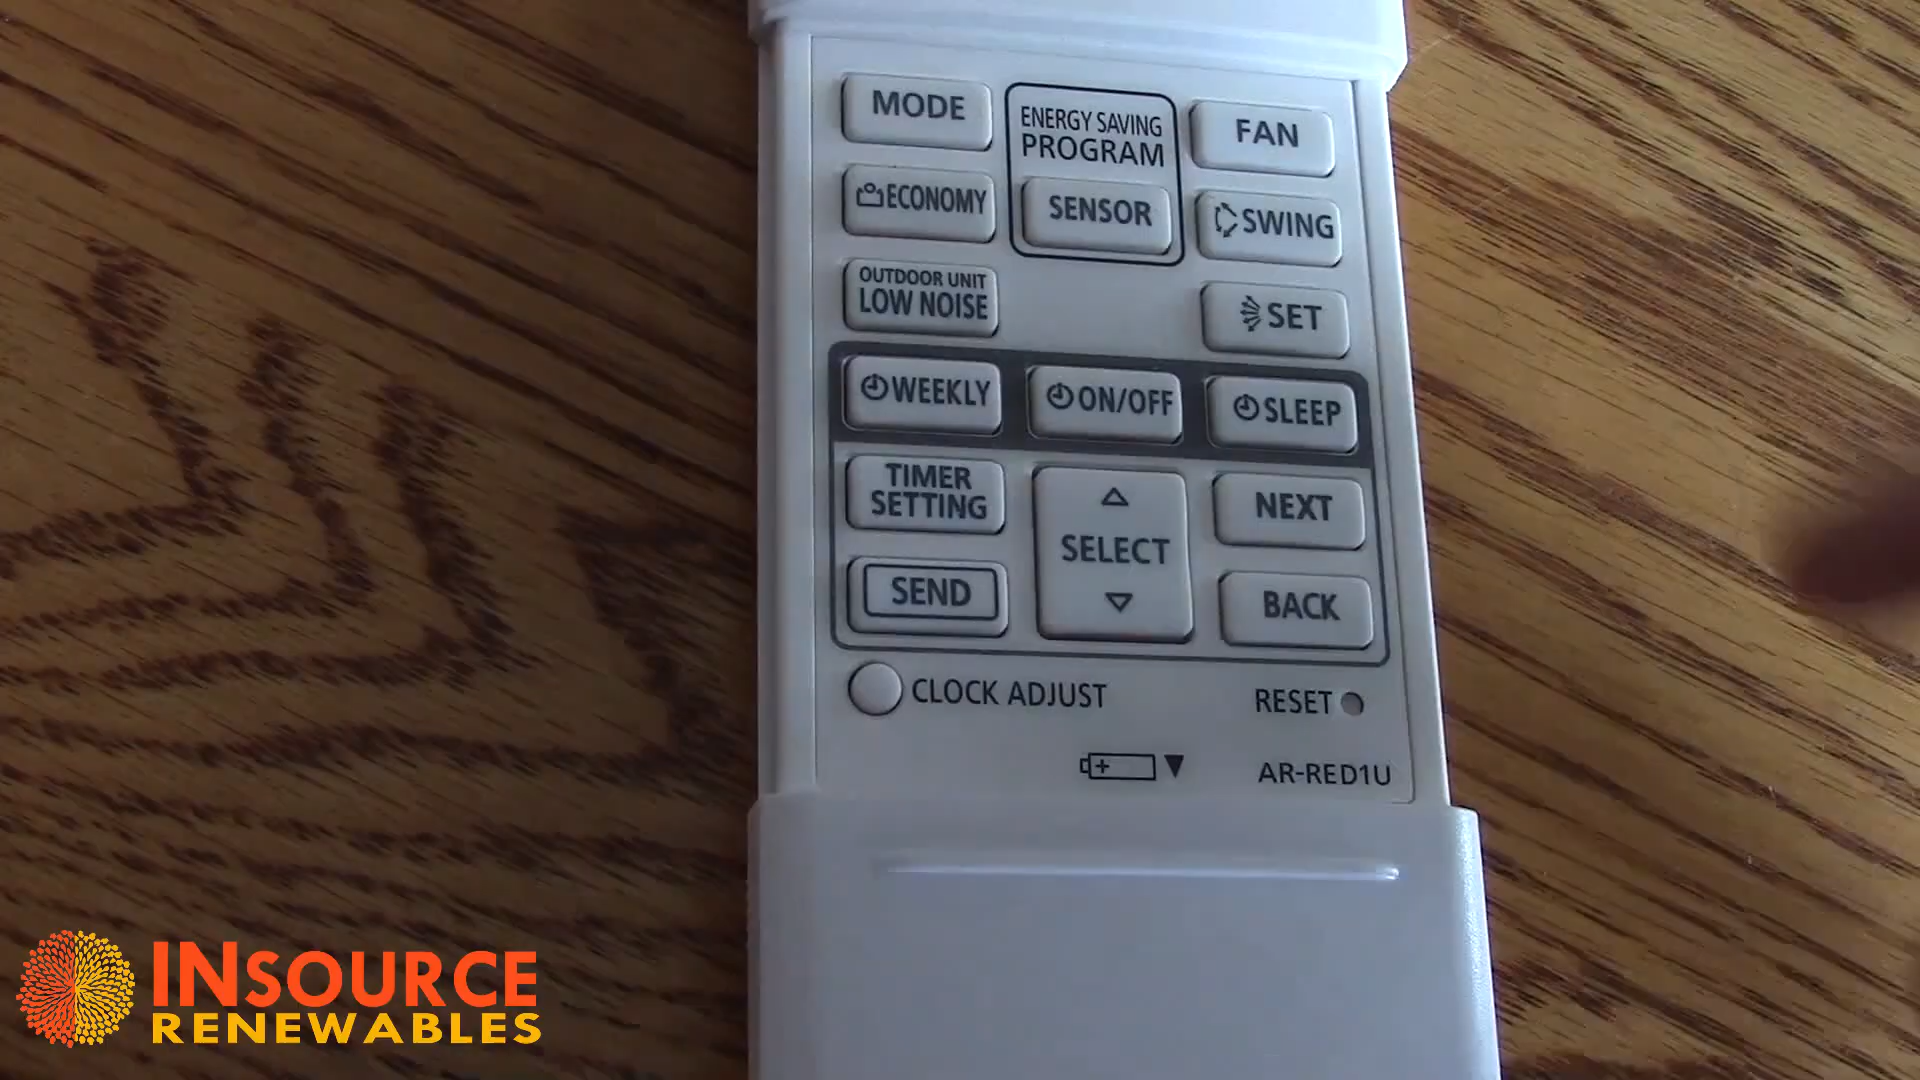 MODE
ENERGY SAVING
PROGRAM
FAN
ECONOMY
SENSOR
SWING
OUTDOOR UNIT
LOW NOISE
SET
WEEKLY
ON/OFF
SLEEP
TIMER
SETTING
SELECT
NEXT
SEND
BACK
CLOCK ADJUST
RESET
AR-RED1U
INSOURCE
RENEWABLES